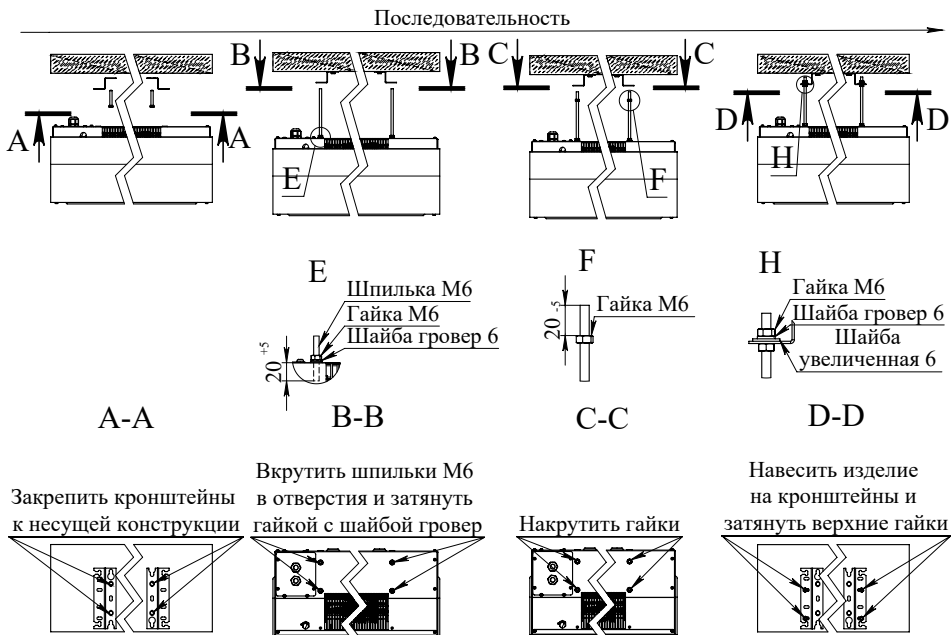 Последовательность
B B C C
A A D D
E F H
E F H
Шпилька М6
Гайка М6
Шайба гровер 6
20 +5
Гайка М6
20 -5
Гайка М6
Шайба гровер 6
Шайба
увеличенная 6
A-A B-B C-C D-D
Закрепить кронштейны
к несущей конструкции
Вкрутить шпильки М6
в отверстия и затянуть
гайкой с шайбой гровер
Накрутить гайки
Навесить изделие
на кронштейны и
затянуть верхние гайки